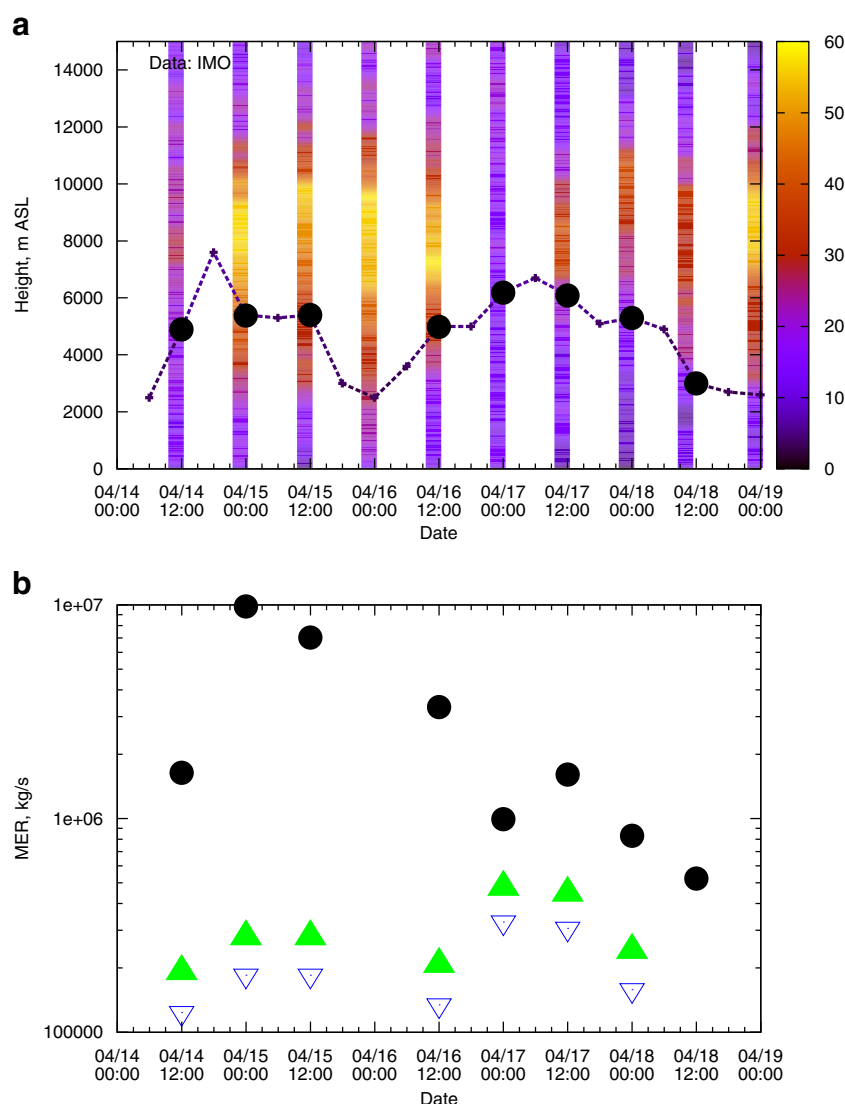 a
Data: IMO
14000
12000
10000
8000
6000
4000
2000
0
Height, m ASL
60
50
40
30
20
10
0
04/14 04/14 04/15 04/15 04/16 04/16 04/17 04/17 04/18 04/18 04/19
00:00 12:00 00:00 12:00 00:00 12:00 00:00 12:00 00:00 12:00 00:00
Date
b
1e+07
1e+06
100000
MER, kg/s
04/14 04/14 04/15 04/15 04/16 04/16 04/17 04/17 04/18 04/18 04/19
00:00 12:00 00:00 12:00 00:00 12:00 00:00 12:00 00:00 12:00 00:00
Date